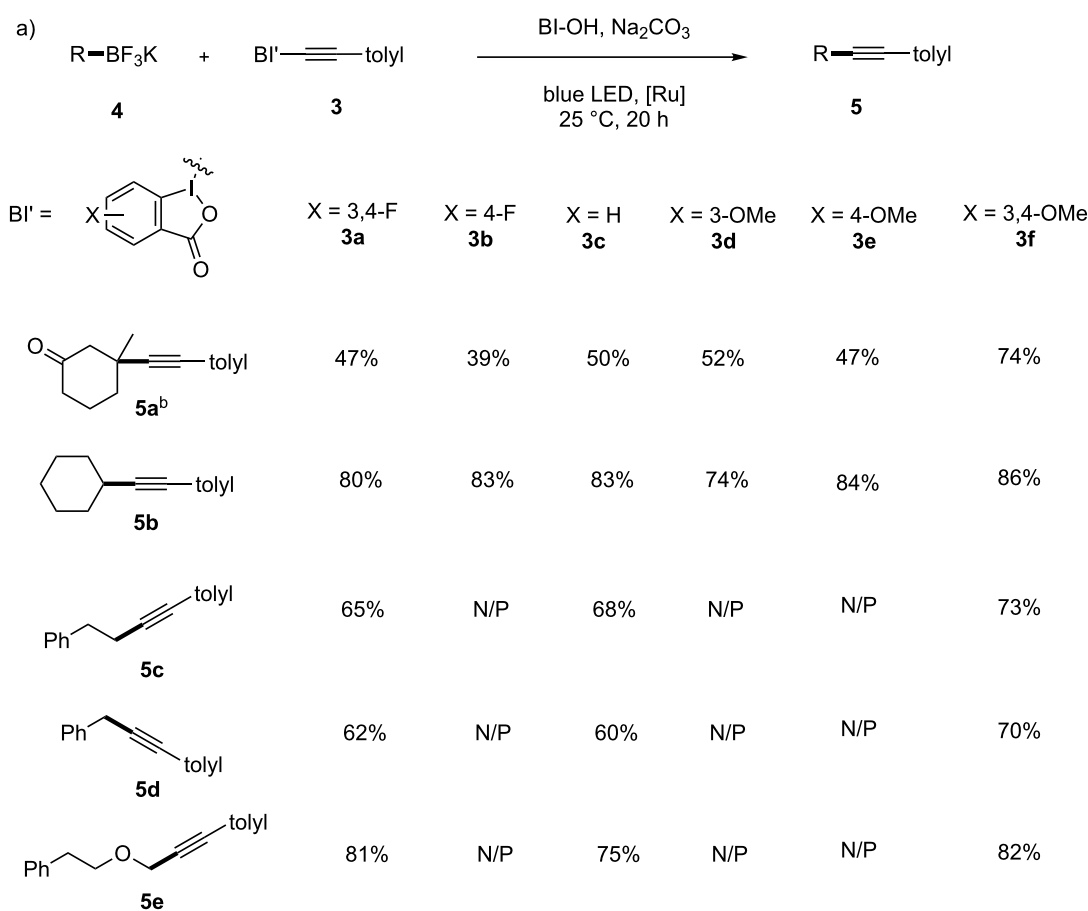 a)
R BF₃K + BI' tolyl
BI-OH, Na₂CO₃
R tolyl
4 3
blue LED, [Ru]
25 °C, 20 h
5
BI' = X I O O
X = 3,4-F X = 4-F X = H X = 3-OMe X = 4-OMe X = 3,4-OMe
3a 3b 3c 3d 3e 3f
O tolyl 47% 39% 50% 52% 47% 74%
5aᵇ
tolyl 80% 83% 83% 74% 84% 86%
5b
tolyl
Ph 65% N/P 68% N/P N/P 73%
5c
Ph 62% N/P 60% N/P N/P 70%
tolyl
5d
tolyl
Ph O 81% N/P 75% N/P N/P 82%
5e